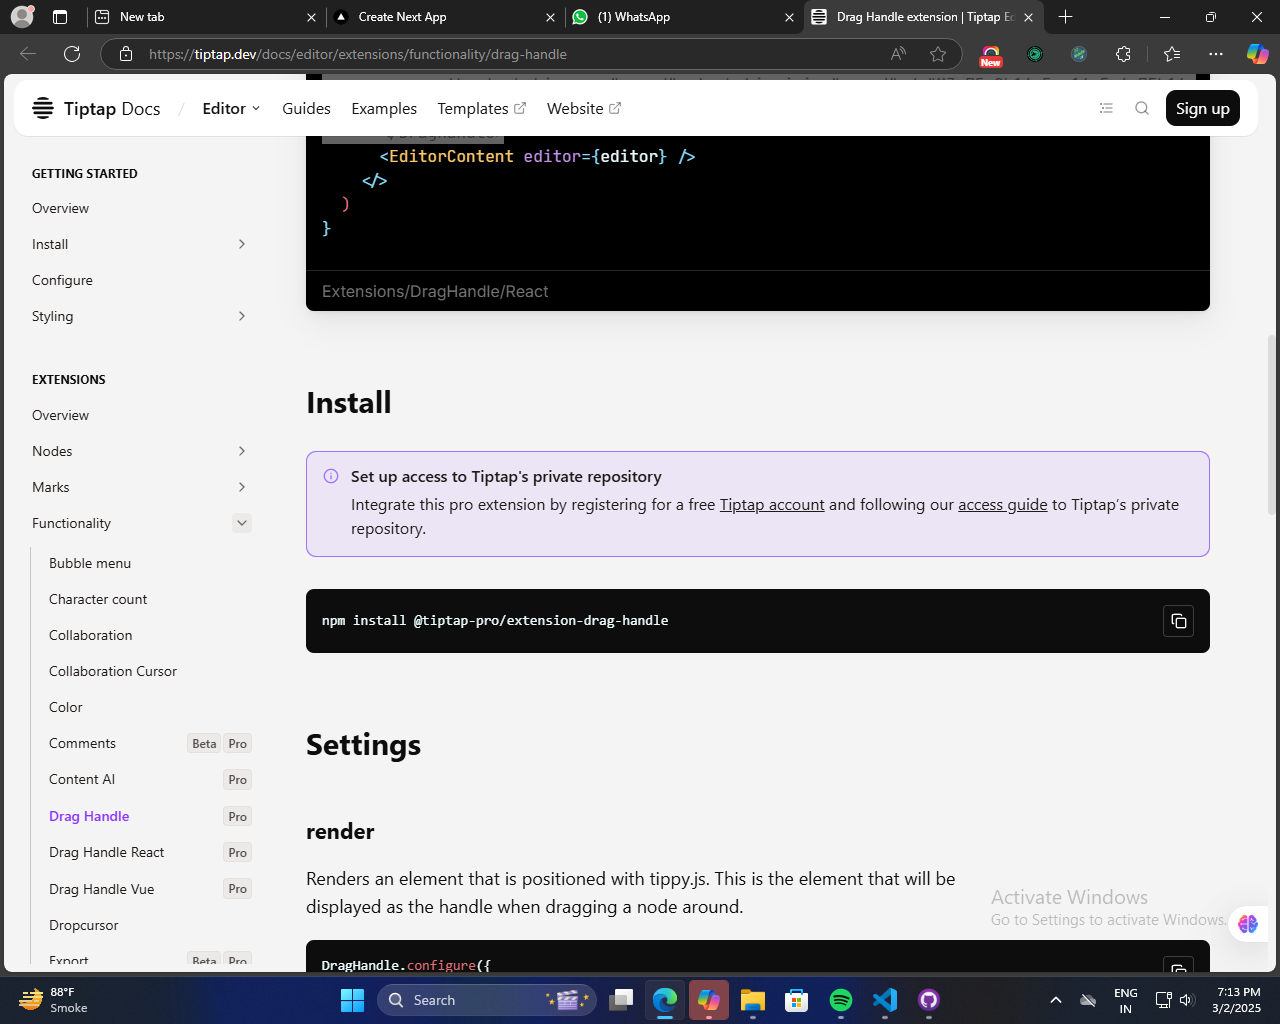 New tab
Create Next App
(1) WhatsApp
Drag Handle extension | Tiptap Ed
https://tiptap.dev/docs/editor/extensions/functionality/drag-handle
New
Tiptap Docs / Editor Guides Examples Templates Website Sign up
GETTING STARTED
Overview
Install
Configure
Styling
EXTENSIONS
Overview
Nodes
Marks
Functionality
Bubble menu
Character count
Collaboration
Collaboration Cursor
Color
Comments Beta Pro
Content AI Pro
Drag Handle Pro
Drag Handle React Pro
Drag Handle Vue Pro
Dropcursor
Export Beta Pro
<EditorContent editor={editor} />
</>
)
}
Extensions/DragHandle/React
Install
Set up access to Tiptap's private repository
Integrate this pro extension by registering for a free Tiptap account and following our access guide to Tiptap’s private
repository.
npm install @tiptap-pro/extension-drag-handle
Settings
render
Renders an element that is positioned with tippy.js. This is the element that will be
displayed as the handle when dragging a node around.
DragHandle.configure({
Activate Windows
Go to Settings to activate Windows.
88°F
Smoke
Search
ENG
IN
7:13 PM
3/2/2025